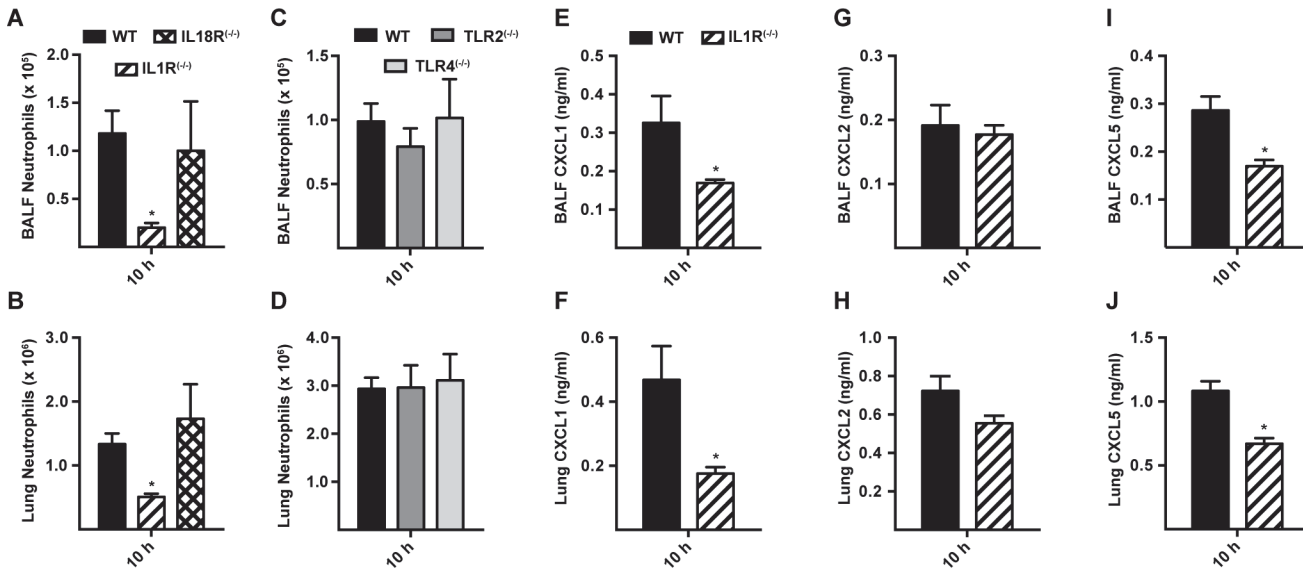 A
WT IL18R(-/-)
IL1R(-/-)
BALF Neutrophils (x 10⁵)
2.0
1.5
1.0
0.5
*
10 h
C
WT TLR2(-/-)
TLR4(-/-)
BALF Neutrophils (x 10⁵)
1.5
1.0
0.5
10 h
E
WT IL1R(-/-)
BALF CXCL1 (ng/ml)
0.5
0.4
0.3
0.2
0.1
*
10 h
G
BALF CXCL2 (ng/ml)
0.3
0.2
0.1
10 h
I
BALF CXCL5 (ng/ml)
0.4
0.3
0.2
0.1
*
10 h
B
Lung Neutrophils (x 10⁶)
3.0
2.0
1.0
*
10 h
D
Lung Neutrophils (x 10⁶)
4.0
3.0
2.0
1.0
10 h
F
Lung CXCL1 (ng/ml)
0.6
0.4
0.2
*
10 h
H
Lung CXCL2 (ng/ml)
1.0
0.8
0.6
0.4
0.2
10 h
J
Lung CXCL5 (ng/ml)
1.5
1.0
0.5
*
10 h